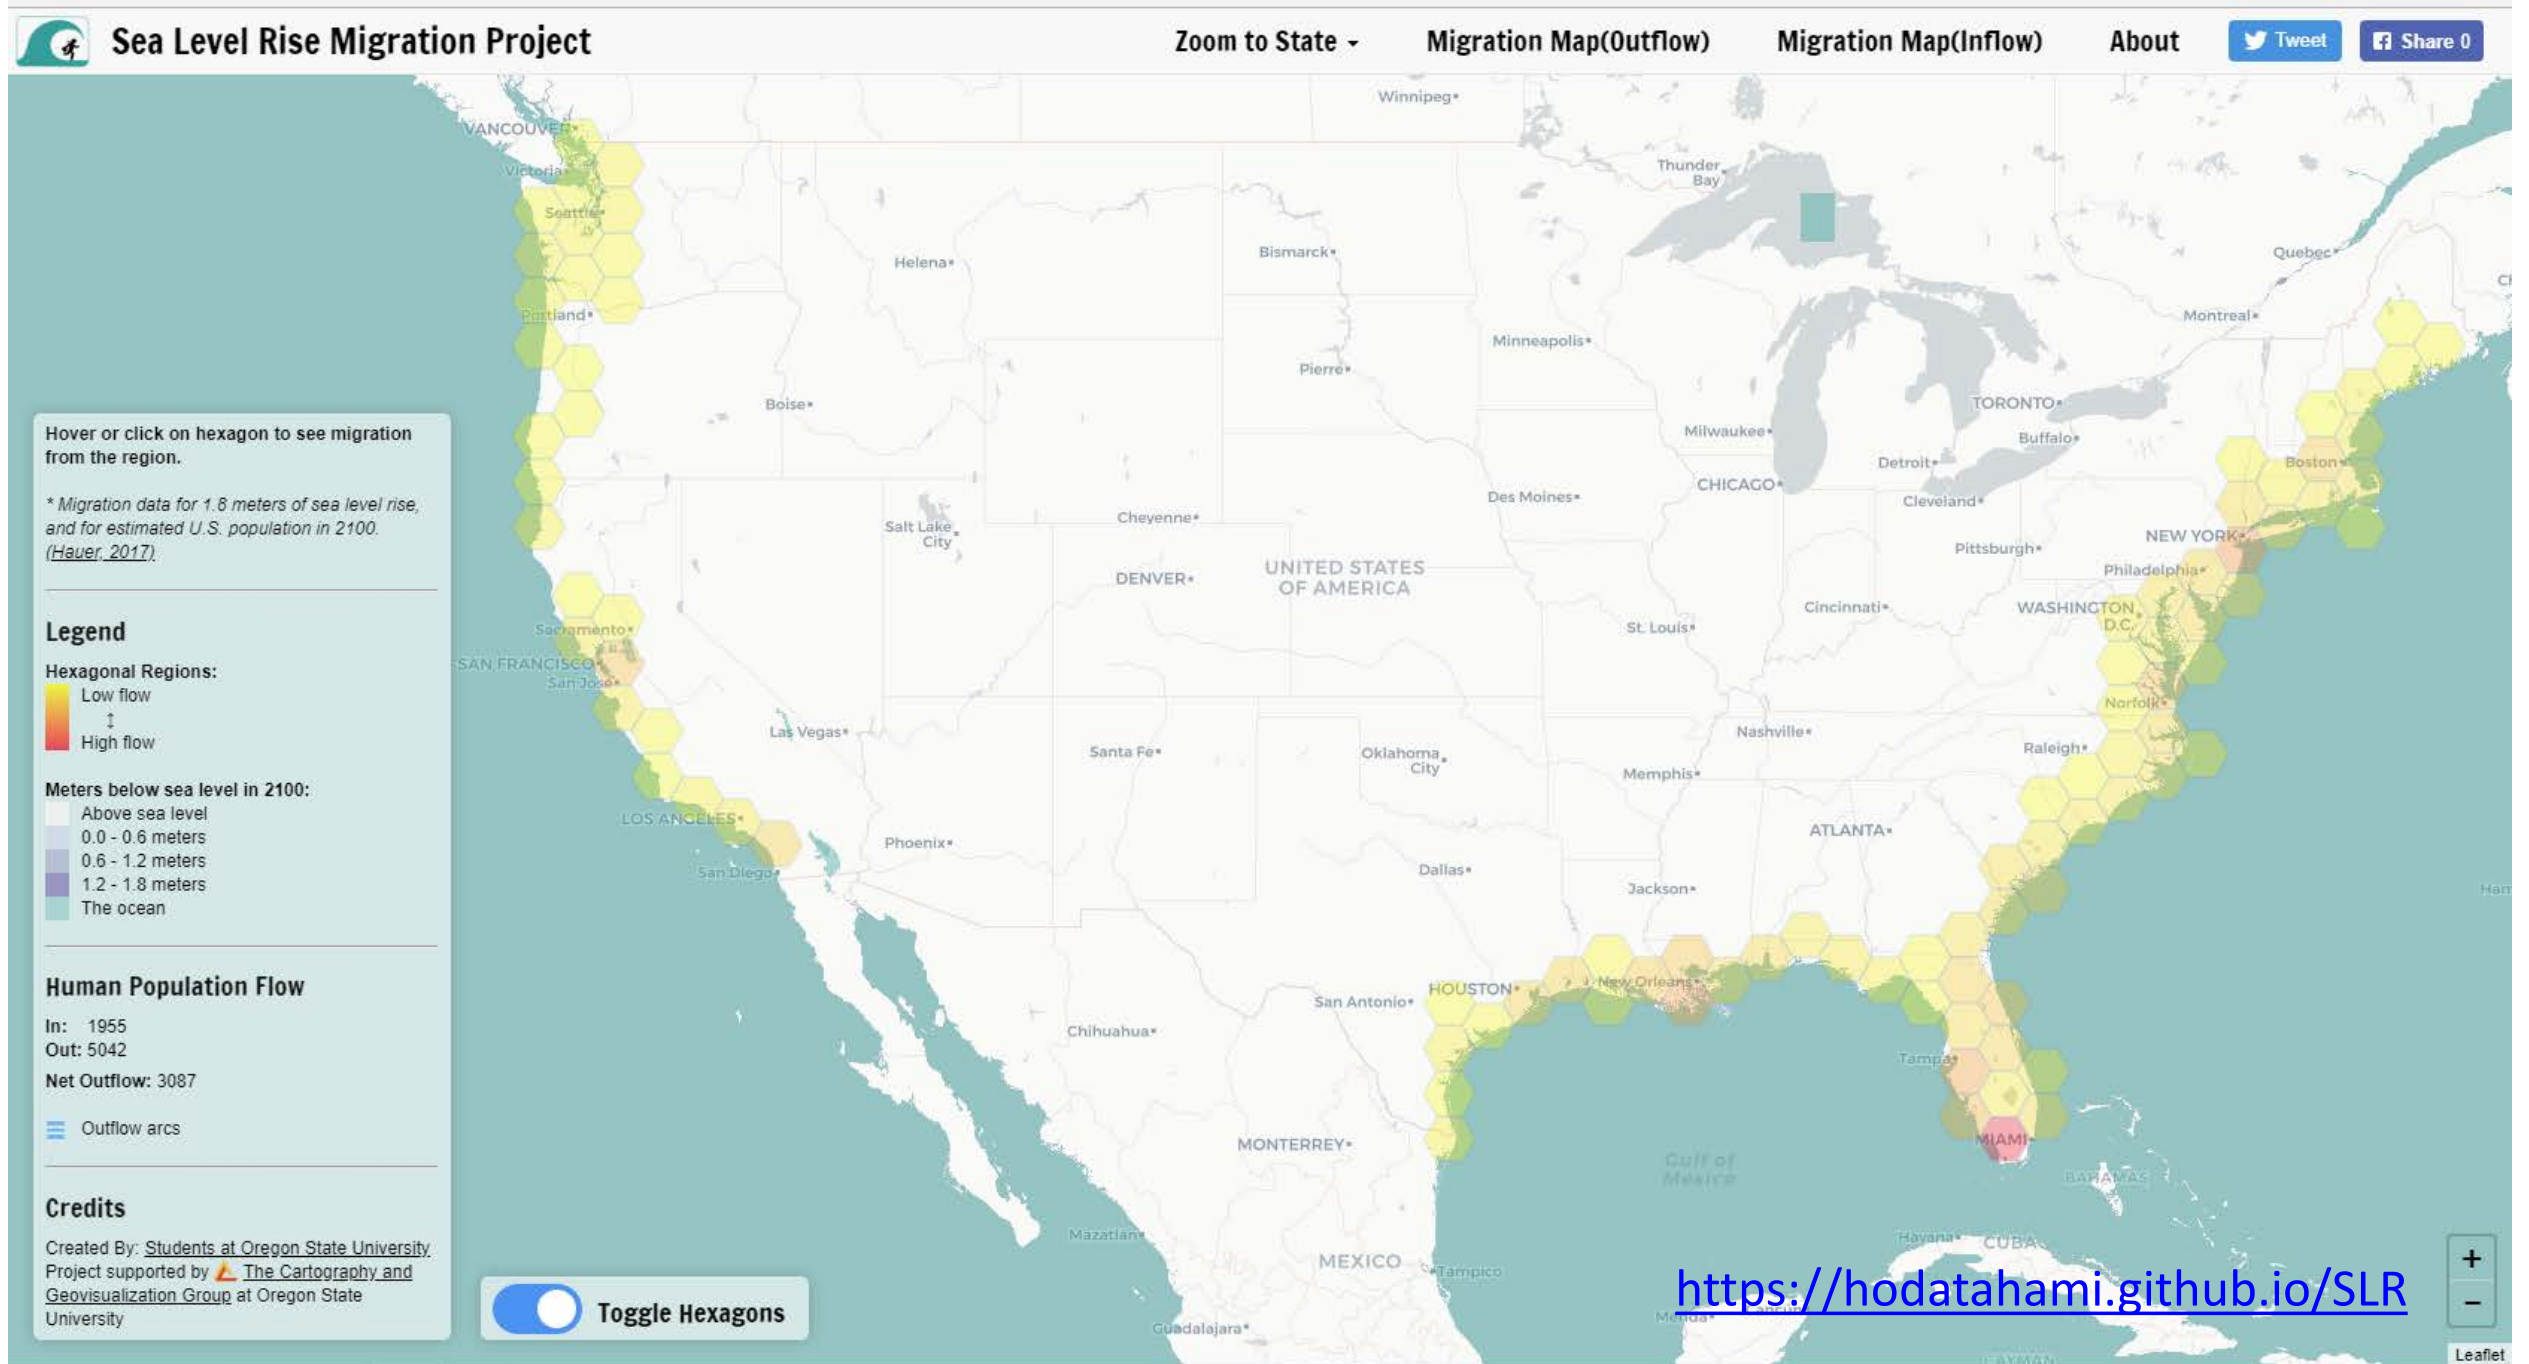 Sea Level Rise Migration Project
Zoom to State
Migration Map(Outflow)
Migration Map(Inflow)
About
Tweet
Share 0
Hover or click on hexagon to see migration
from the region.
* Migration data for 1.8 meters of sea level rise,
and for estimated U.S. population in 2100.
(Hauer, 2017)
Legend
Hexagonal Regions:
Low flow
↕
High flow
Meters below sea level in 2100:
Above sea level
0.0 - 0.6 meters
0.6 - 1.2 meters
1.2 - 1.8 meters
The ocean
Human Population Flow
In: 1955
Out: 5042
Net Outflow: 3087
Outflow arcs
Credits
Created By: Students at Oregon State University
Project supported by The Cartography and
Geovisualization Group at Oregon State
University
Toggle Hexagons
Winnipeg
VANCOUVER
Victoria
Thunder
Bay
Seattle
Helena
Bismarck
Quebec
Portland
Montreal
Minneapolis
Pierre
Boise
TORONTO
Milwaukee
Buffalo
Detroit
Boston
CHICAGO
Des Moines
Cleveland
Salt Lake
City
Cheyenne
NEW YORK
Pittsburgh
UNITED STATES
OF AMERICA
DENVER
Philadelphia
Cincinnati
WASHINGTON
D.C.
St. Louis
Sacramento
SAN FRANCISCO
San Jose
Norfolk
Las Vegas
Nashville
Santa Fe
Oklahoma
City
Raleigh
Memphis
LOS ANGELES
ATLANTA
Phoenix
San Diego
Dallas
Jackson
HOUSTON
New Orleans
San Antonio
Chihuahua
Tampa
MONTERREY
MIAMI
Gulf of
Mexico
BAHAMAS
Mazatlán
Havana
CUBA
MEXICO
Tampico
https://hodatahami.github.io/SLR
Guadalajara
+
−
Leaflet